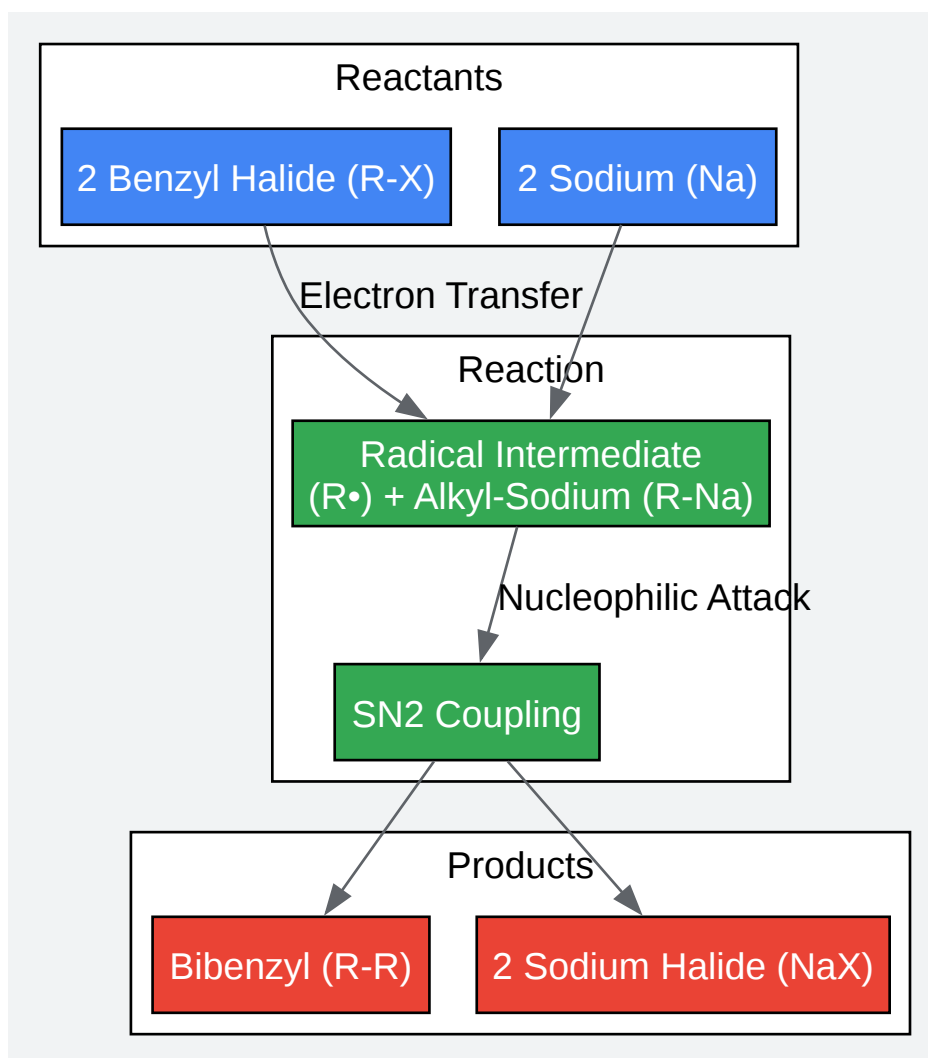 Reactants
2 Benzyl Halide (R-X)
2 Sodium (Na)
Electron Transfer
Reaction
Radical Intermediate
(R•) + Alkyl-Sodium (R-Na)
Nucleophilic Attack
SN2 Coupling
Products
Bibenzyl (R-R)
2 Sodium Halide (NaX)